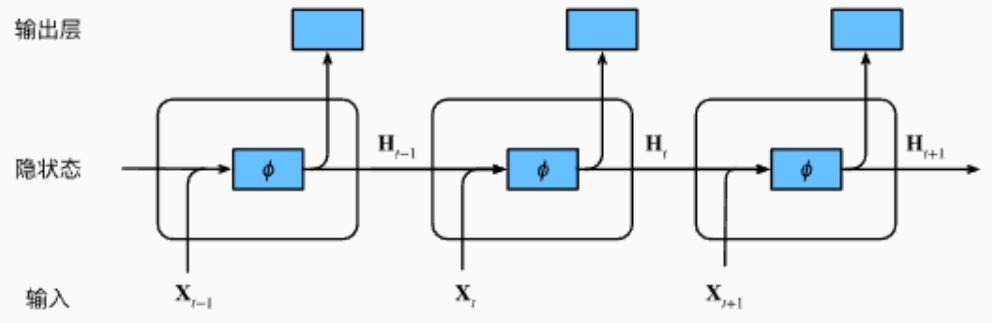 输出层
隐状态 ϕ H_{t−1} ϕ H_t ϕ H_{t+1}
输入 X_{t−1} X_t X_{t+1}